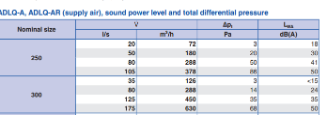 ADLQ-A, ADLQ-AR (supply air), sound power level and total differential pressure
Nominal size V Δpt LWA
l/s m³/h Pa dB(A)
20 72 3 18
50 180 20 30
250
80 288 50 41
105 378 86 50
35 126 3 <15
80 288 14 24
300
125 450 35 35
175 630 68 50